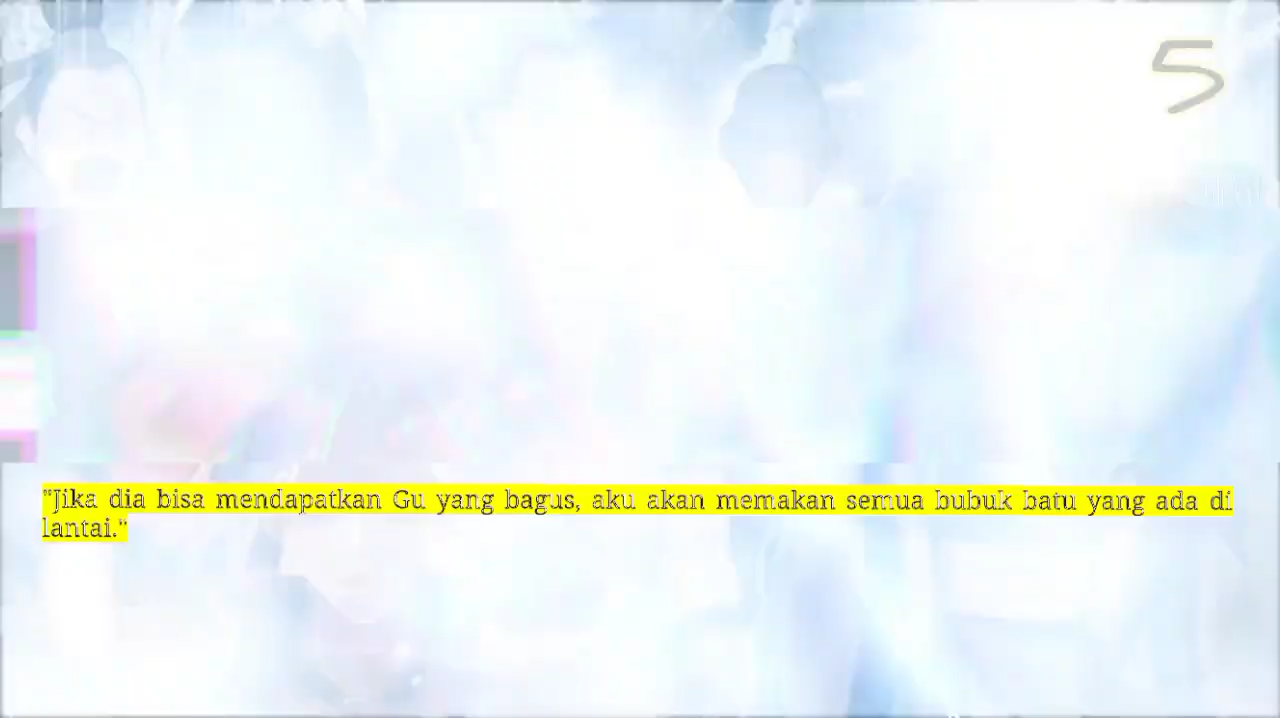 5
"Jika dia bisa mendapatkan Gu yang bagus, aku akan memakan semua bubuk batu yang ada di
lantai."